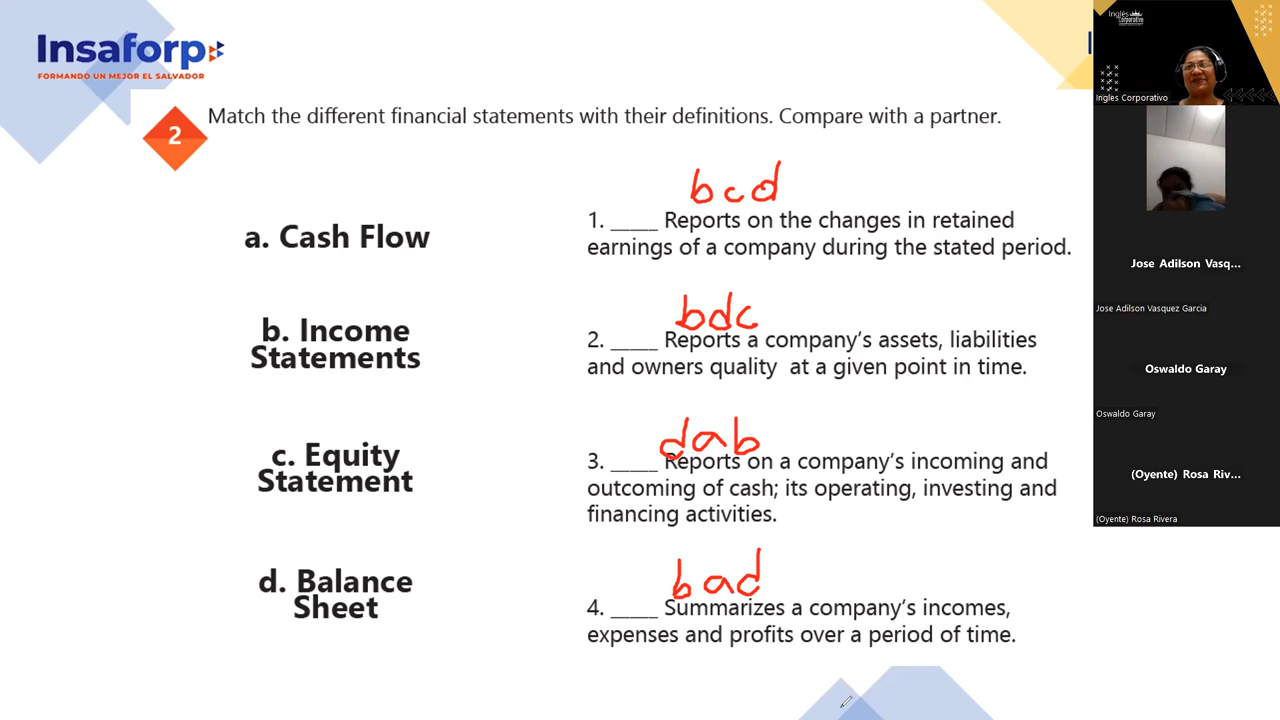 Insaforp
FORMANDO UN MEJOR EL SALVADOR
2
Match the different financial statements with their definitions. Compare with a partner.
a. Cash Flow
b. Income
Statements
c. Equity
Statement
d. Balance
Sheet
bcd
1. _____ Reports on the changes in retained
earnings of a company during the stated period.
bdc
2. _____ Reports a company's assets, liabilities
and owners quality at a given point in time.
dab
3. _____ Reports on a company's incoming and
outcoming of cash; its operating, investing and
financing activities.
bad
4. _____ Summarizes a company's incomes,
expenses and profits over a period of time.
Inglés
Corporativo
Ingles Corporativo
Jose Adilson Vasq...
Jose Adilson Vasquez Garcia
Oswaldo Garay
Oswaldo Garay
(Oyente) Rosa Riv...
(Oyente) Rosa Rivera